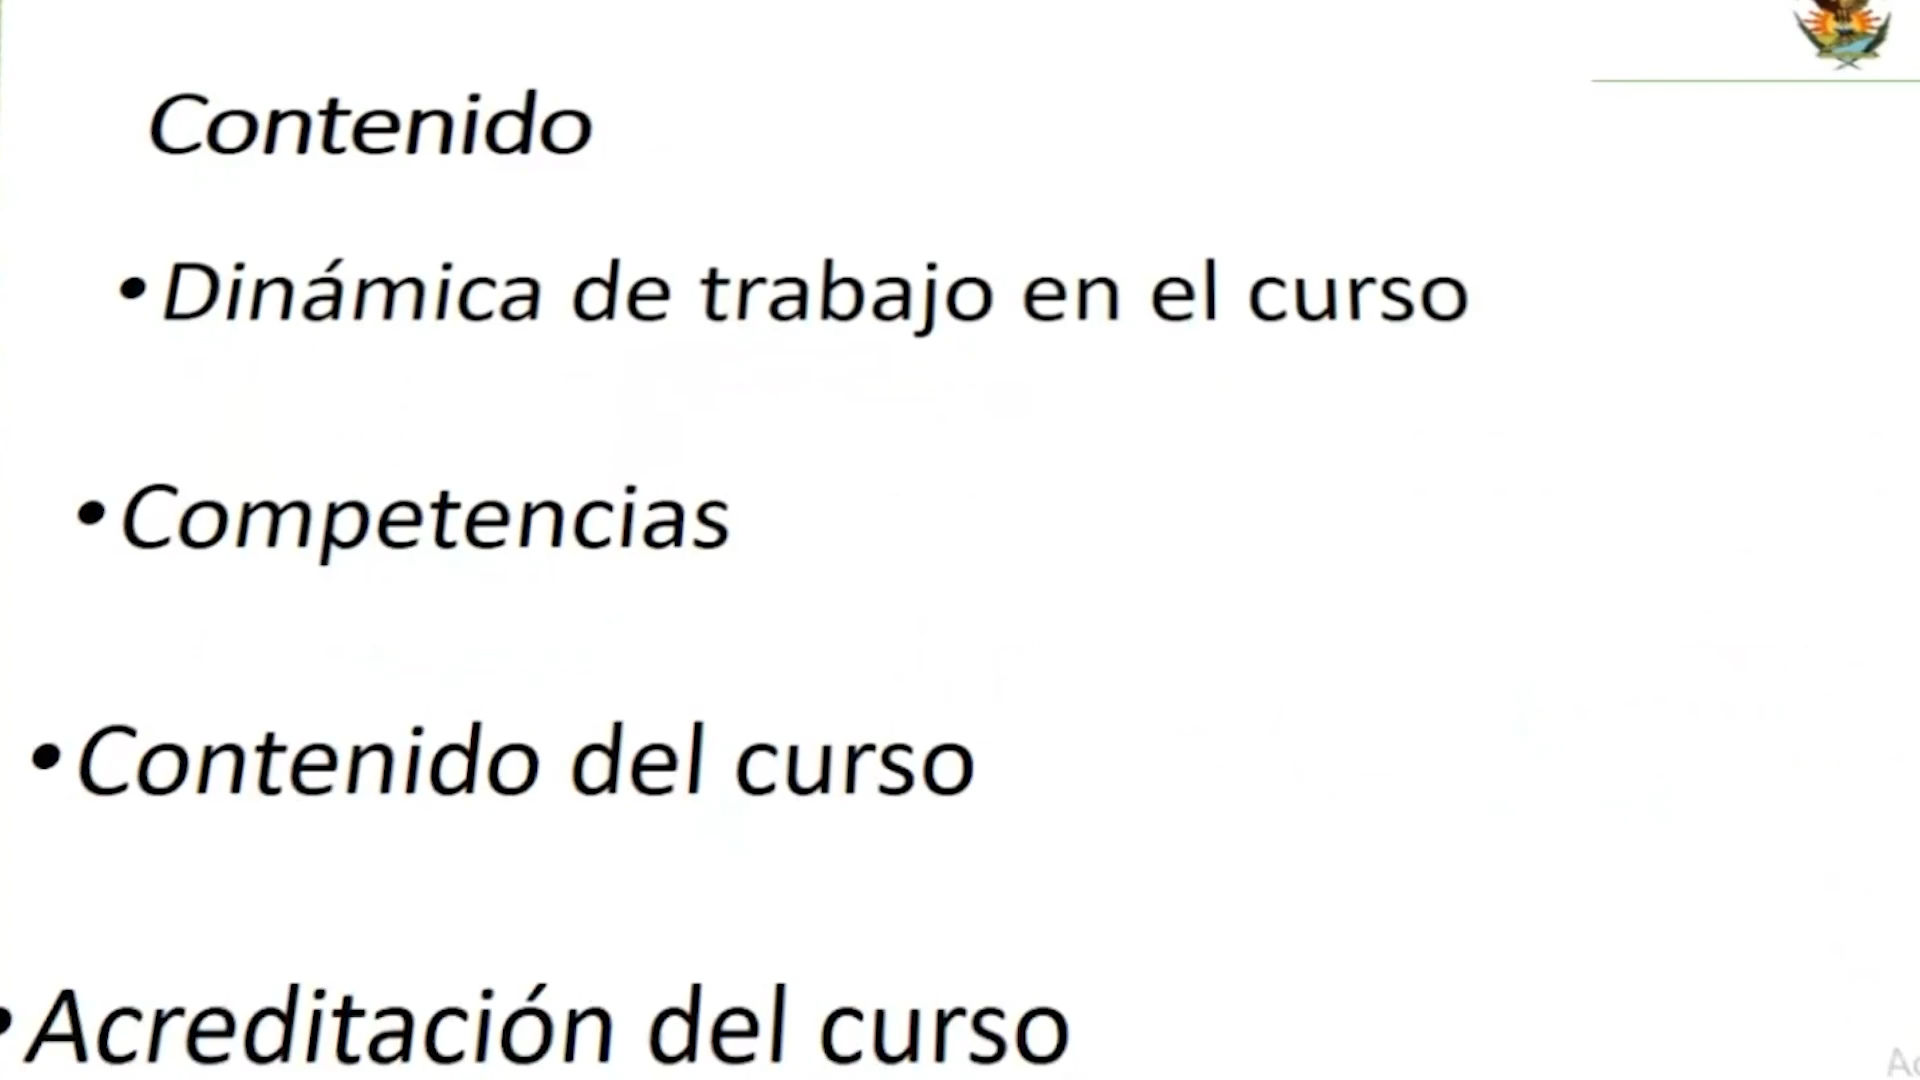 Contenido
• Dinámica de trabajo en el curso
• Competencias
• Contenido del curso
• Acreditación del curso